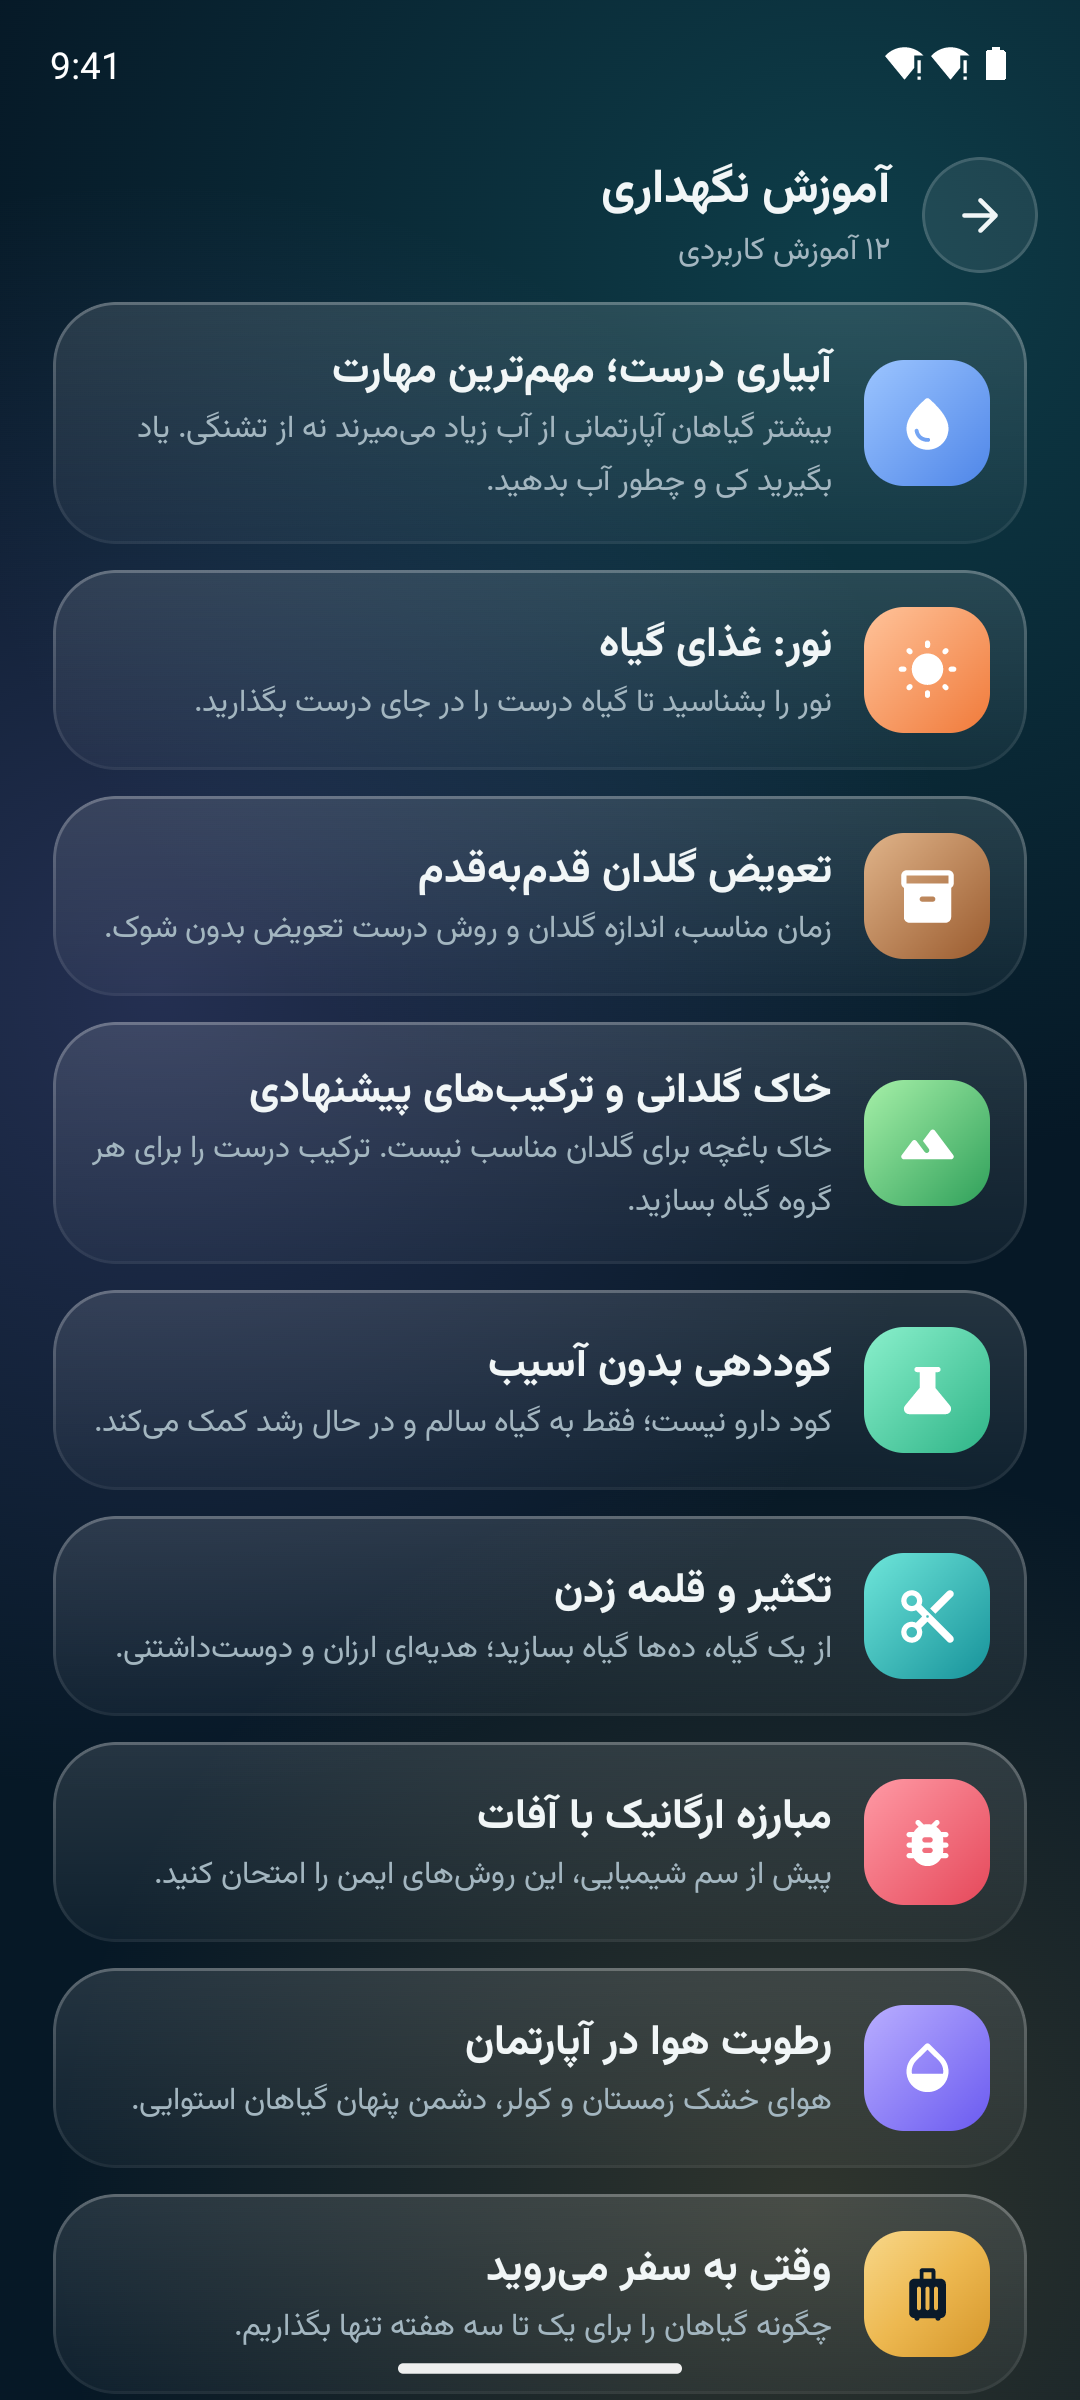 9:41
آموزش نگهداری
۱۲ آموزش کاربردی
آبیاری درست؛ مهم‌ترین مهارت
بیشتر گیاهان آپارتمانی از آب زیاد می‌میرند نه از تشنگی. یاد
بگیرید کی و چطور آب بدهید.
نور: غذای گیاه
نور را بشناسید تا گیاه درست را در جای درست بگذارید.
تعویض گلدان قدم‌به‌قدم
زمان مناسب، اندازه گلدان و روش درست تعویض بدون شوک.
خاک گلدانی و ترکیب‌های پیشنهادی
خاک باغچه برای گلدان مناسب نیست. ترکیب درست را برای هر
گروه گیاه بسازید.
کوددهی بدون آسیب
کود دارو نیست؛ فقط به گیاه سالم و در حال رشد کمک می‌کند.
تکثیر و قلمه زدن
از یک گیاه، ده‌ها گیاه بسازید؛ هدیه‌ای ارزان و دوست‌داشتنی.
مبارزه ارگانیک با آفات
پیش از سم شیمیایی، این روش‌های ایمن را امتحان کنید.
رطوبت هوا در آپارتمان
هوای خشک زمستان و کولر، دشمن پنهان گیاهان استوایی.
وقتی به سفر می‌روید
چگونه گیاهان را برای یک تا سه هفته تنها بگذاریم.